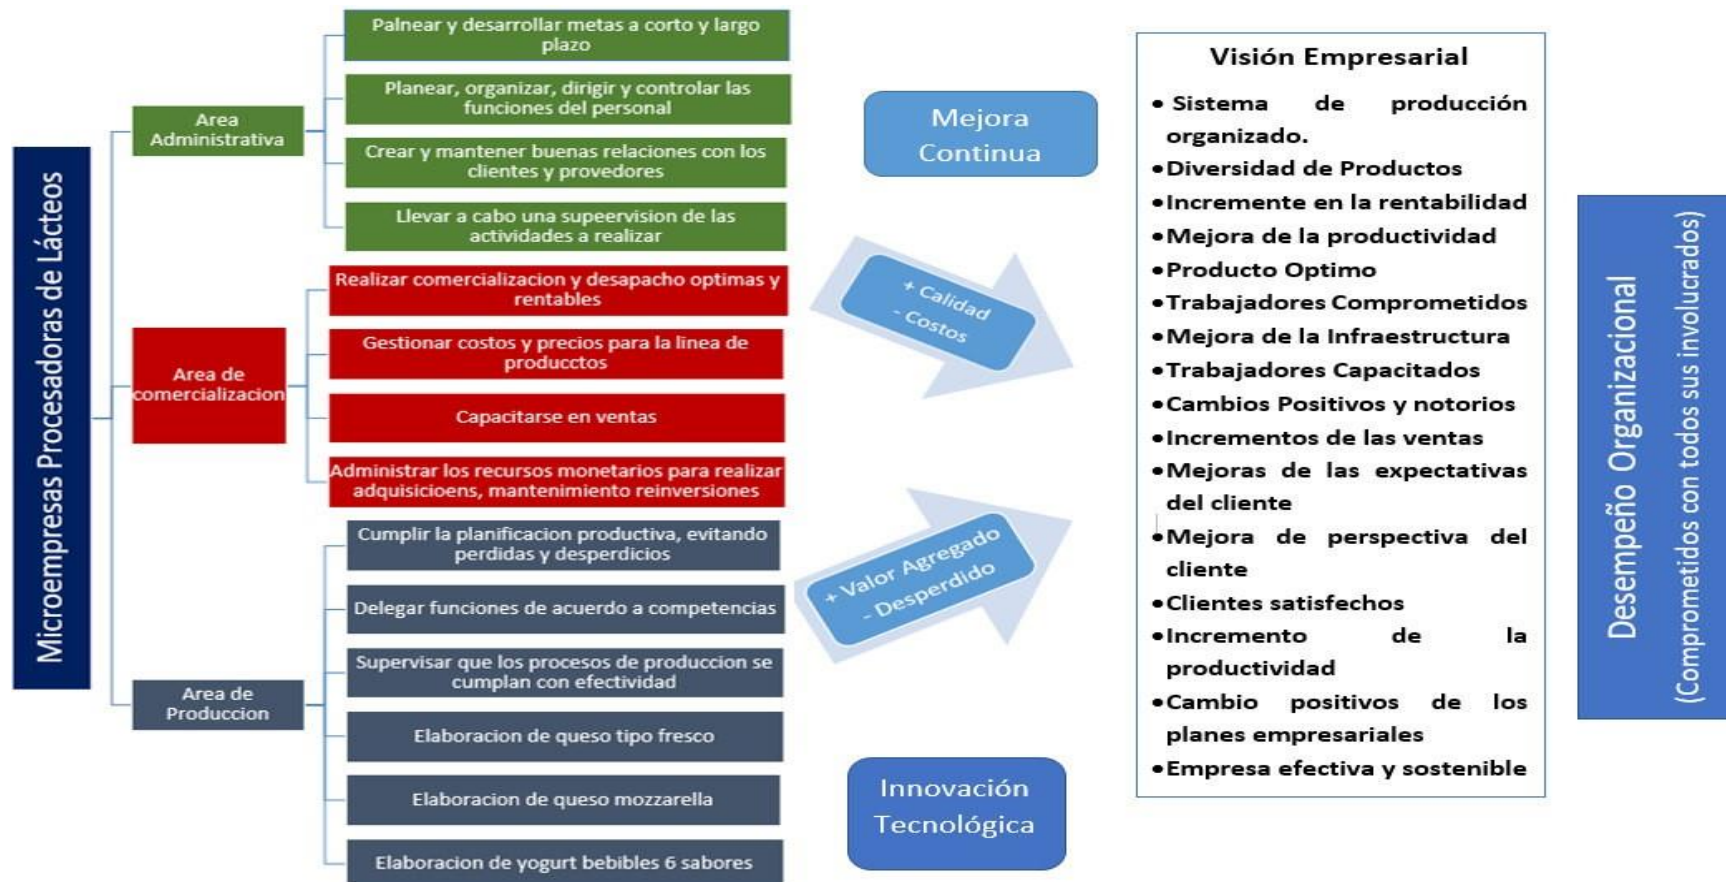 Microempresas Procesadoras de Lácteos
Area
Administrativa
Palnear y desarrollar metas a corto y largo
plazo
Planear, organizar, dirigir y controlar las
funciones del personal
Crear y mantener buenas relaciones con los
clientes y provedores
Llevar a cabo una supeervision de las
actividades a realizar
Area de
comercializacion
Realizar comercializacion y desapacho optimas y
rentables
Gestionar costos y precios para la linea de
producctos
Capacitarse en ventas
Administrar los recursos monetarios para realizar
adquisicioens, mantenimiento reinversiones
Area de
Produccion
Cumplir la planificacion productiva, evitando
perdidas y desperdicios
Delegar funciones de acuerdo a competencias
Supervisar que los procesos de produccion se
cumplan con efectividad
Elaboracion de queso tipo fresco
Elaboracion de queso mozzarella
Elaboracion de yogurt bebibles 6 sabores
Mejora
Continua
+ Calidad
- Costos
+ Valor Agregado
- Desperdido
Innovación
Tecnológica
Visión Empresarial
• Sistema de producción
organizado.
•Diversidad de Productos
•Incremente en la rentabilidad
•Mejora de la productividad
•Producto Optimo
•Trabajadores Comprometidos
•Mejora de la Infraestructura
•Trabajadores Capacitados
•Cambios Positivos y notorios
•Incrementos de las ventas
•Mejoras de las expectativas
del cliente
•Mejora de perspectiva del
cliente
•Clientes satisfechos
•Incremento de la
productividad
•Cambio positivos de los
planes empresariales
•Empresa efectiva y sostenible
Desempeño Organizacional
(Comprometidos con todos sus involucrados)